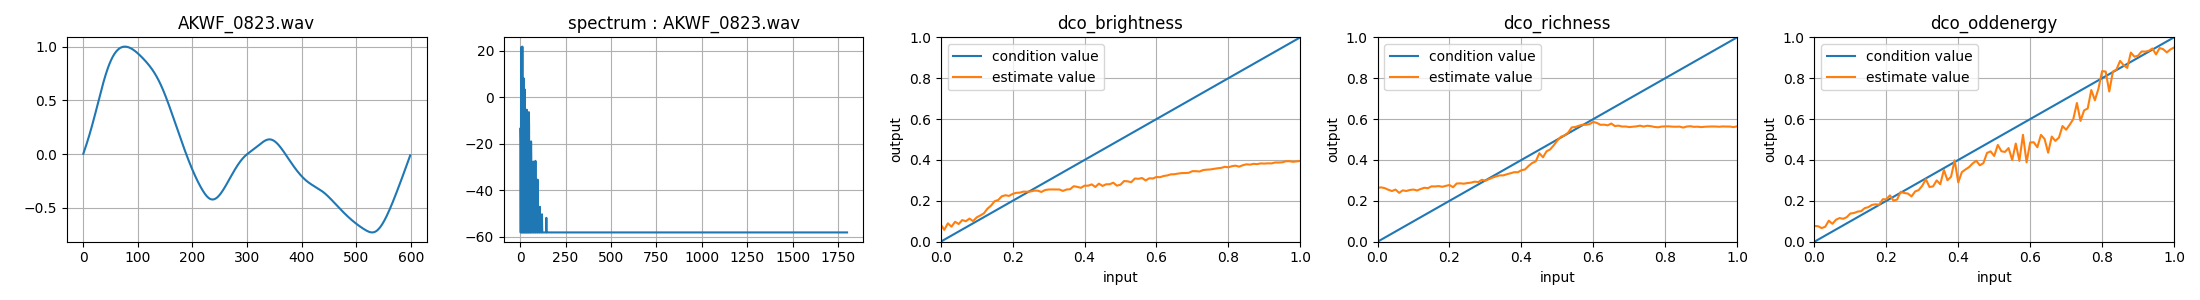 AKWF_0823.wav
1.0
0.5
0.0
−0.5
0 100 200 300 400 500 600
spectrum : AKWF_0823.wav
20
0
−20
−40
−60
0 250 500 750 1000 1250 1500 1750
dco_brightness
condition value
estimate value
output
1.0
0.8
0.6
0.4
0.2
0.0
0.0 0.2 0.4 0.6 0.8 1.0
input
dco_richness
condition value
estimate value
output
1.0
0.8
0.6
0.4
0.2
0.0
0.0 0.2 0.4 0.6 0.8 1.0
input
dco_oddenergy
condition value
estimate value
output
1.0
0.8
0.6
0.4
0.2
0.0
0.0 0.2 0.4 0.6 0.8 1.0
input